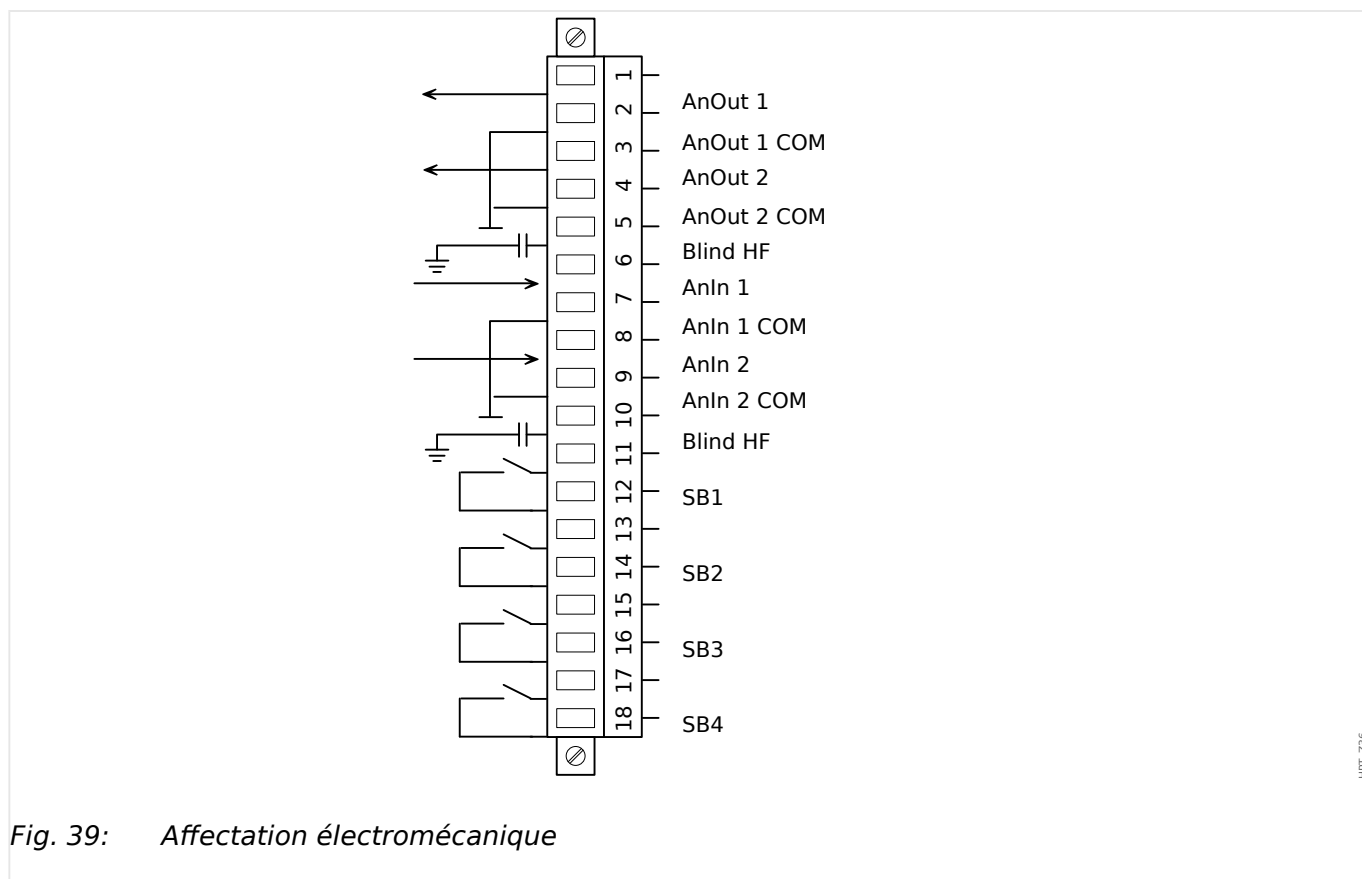 1
2
AnOut 1
3
AnOut 1 COM
4
AnOut 2
5
AnOut 2 COM
6
Blind HF
7
AnIn 1
8
AnIn 1 COM
9
AnIn 2
10
AnIn 2 COM
11
Blind HF
12
SB1
13
14
SB2
15
16
SB3
17
18
SB4
Fig. 39: Affectation électromécanique